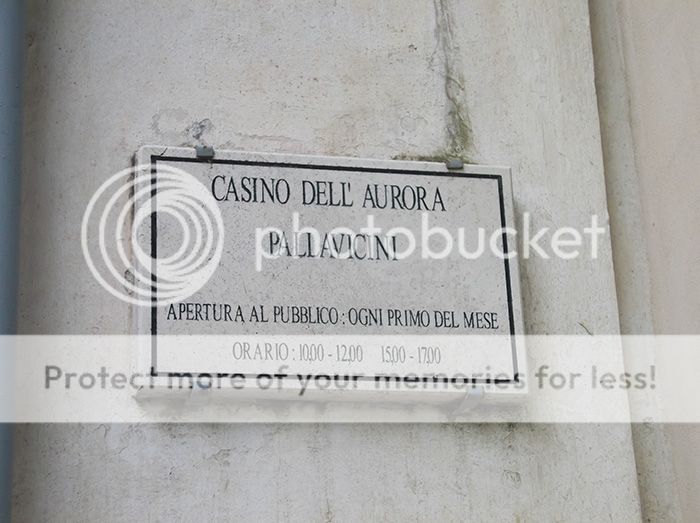 CASINO DELL' AURORA
PALLAVICINI
photobucket
APERTURA AL PUBBLICO : OGNI PRIMO DEL MESE
ORARIO : 10,00 - 12,00 15,00 - 17,00
Protect more of your memories for less!